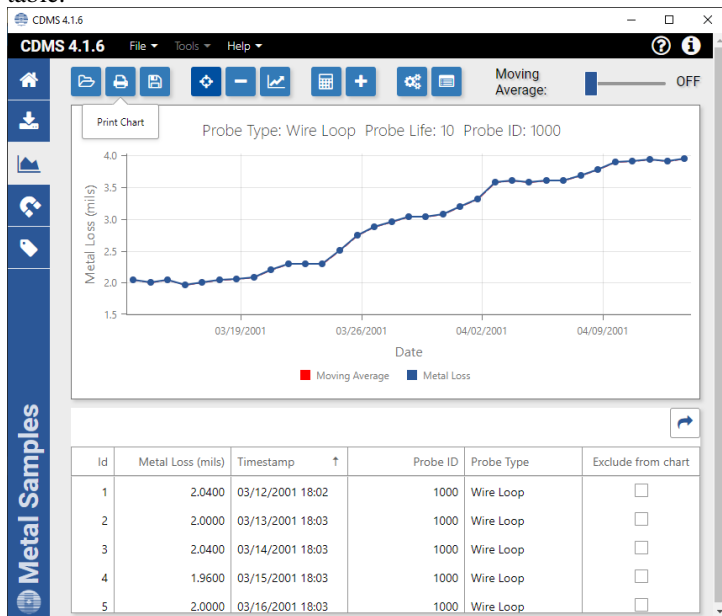 table.
CDMS 4.1.6
CDMS 4.1.6 File Tools Help
Moving Average: OFF
Print Chart
Probe Type: Wire Loop Probe Life: 10 Probe ID: 1000
Metal Loss (mils)
4.0
3.5
3.0
2.5
2.0
1.5
03/19/2001 03/26/2001 04/02/2001 04/09/2001
Date
Moving Average Metal Loss
Id Metal Loss (mils) Timestamp ↑ Probe ID Probe Type Exclude from chart
1 2.0400 03/12/2001 18:02 1000 Wire Loop
2 2.0000 03/13/2001 18:03 1000 Wire Loop
3 2.0400 03/14/2001 18:03 1000 Wire Loop
4 1.9600 03/15/2001 18:03 1000 Wire Loop
5 2.0000 03/16/2001 18:03 1000 Wire Loop
Metal Samples